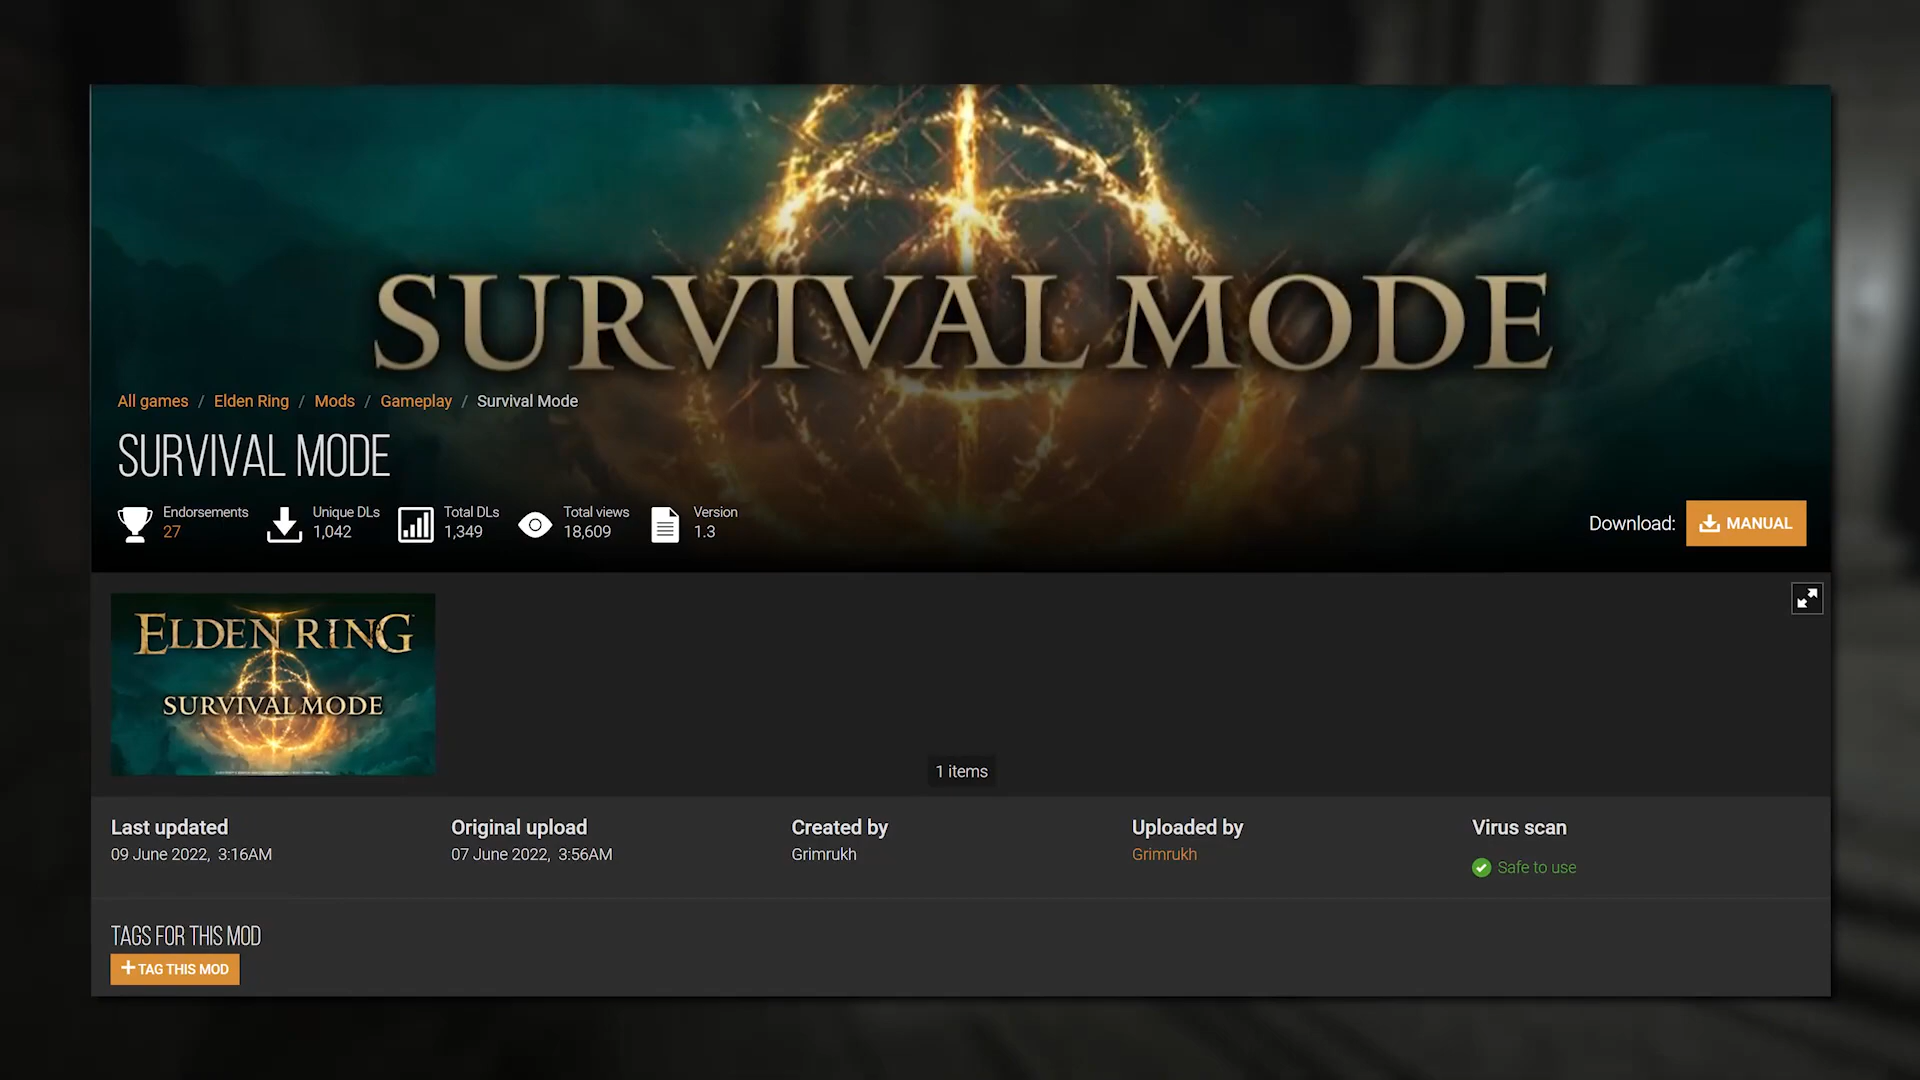 SURVIVAL MODE
All games / Elden Ring / Mods / Gameplay / Survival Mode
SURVIVAL MODE
Endorsements
27
Unique DLs
1,042
Total DLs
1,349
Total views
18,609
Version
1.3
Download:
MANUAL
ELDEN RING
SURVIVAL MODE
1 items
Last updated
09 June 2022, 3:16AM
Original upload
07 June 2022, 3:56AM
Created by
Grimrukh
Uploaded by
Grimrukh
Virus scan
Safe to use
TAGS FOR THIS MOD
+ TAG THIS MOD